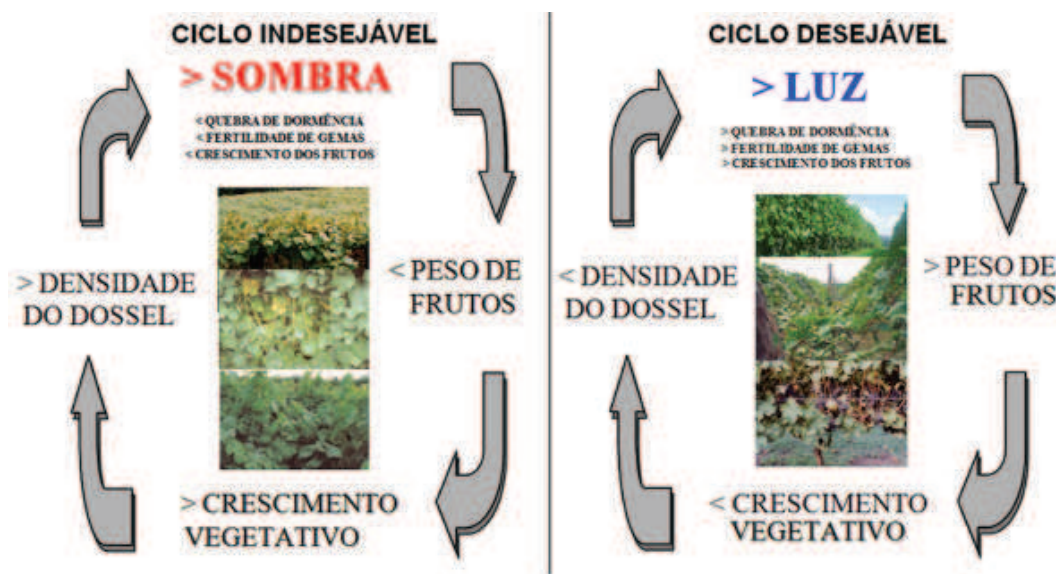 CICLO INDESEJÁVEL
> SOMBRA
< QUEBRA DE DORMÊNCIA
< FERTILIDADE DE GEMAS
< CRESCIMENTO DOS FRUTOS
< PESO DE
FRUTOS
> CRESCIMENTO
VEGETATIVO
> DENSIDADE
DO DOSSEL
CICLO DESEJÁVEL
> LUZ
> QUEBRA DE DORMÊNCIA
> FERTILIDADE DE GEMAS
> CRESCIMENTO DOS FRUTOS
> PESO DE
FRUTOS
< CRESCIMENTO
VEGETATIVO
< DENSIDADE
DO DOSSEL